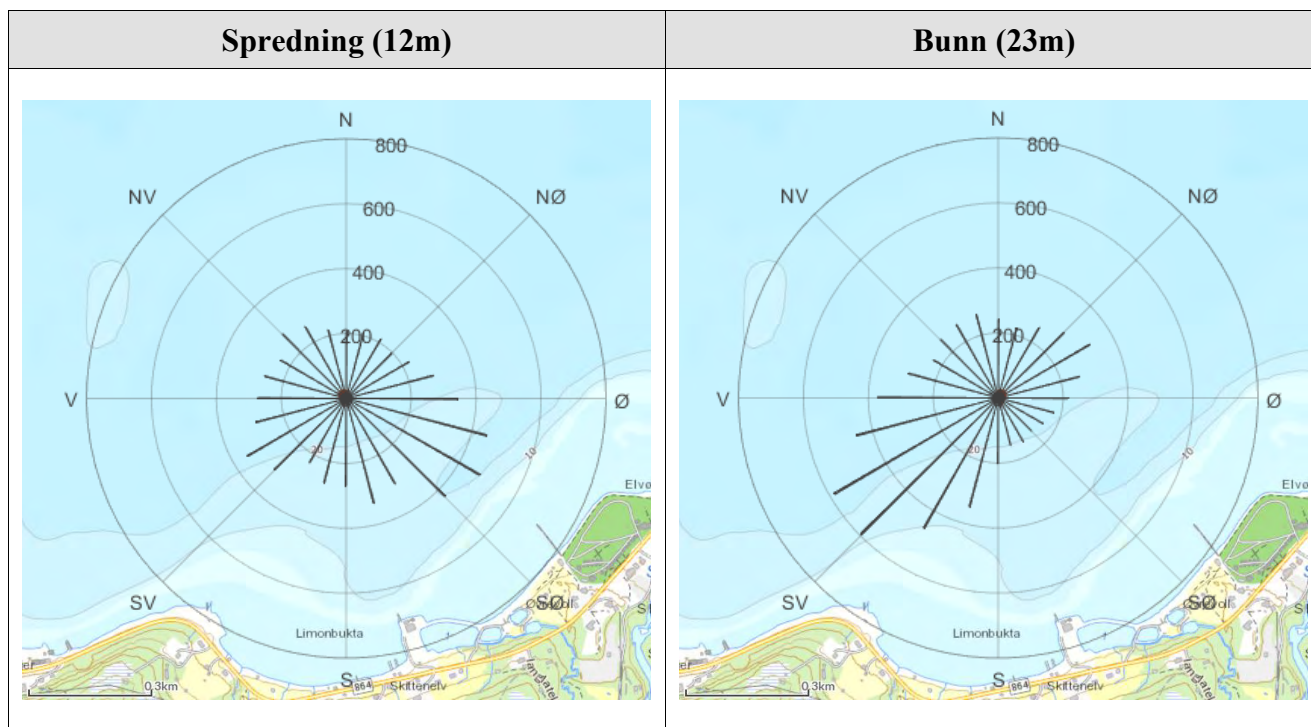 Spredning (12m)
Bunn (23m)
N
800
NV
NØ
600
400
200
V
Ø
20
10
Elvø
SV
SØ
Limonbukta
S
864
Skittenelv
0.3km
N
800
NV
NØ
600
400
200
V
Ø
20
10
Elvø
SV
SØ
Limonbukta
S
864
Skittenelv
0.3km